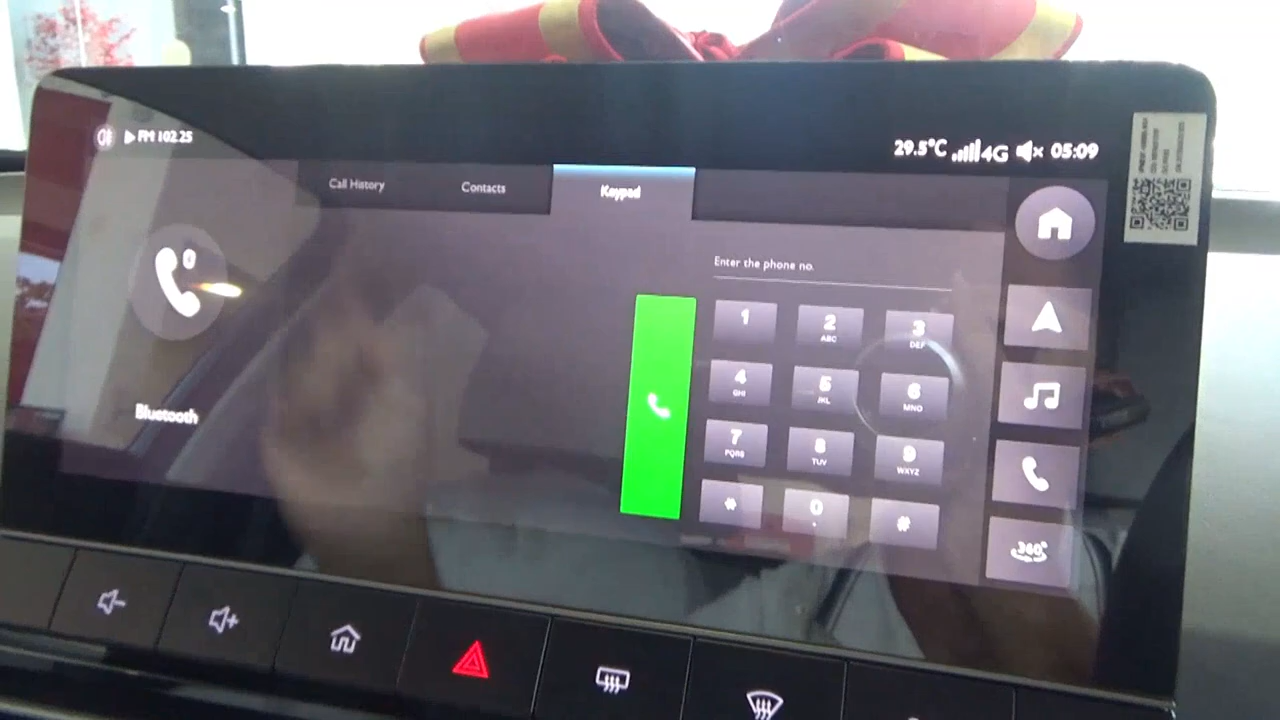 FM 102.25
29.5°C 4G 05:09
Call History Contacts Keypad
Enter the phone no.
1 2 ABC 3 DEF
4 GHI 5 JKL 6 MNO
7 PQRS 8 TUV 9 WXYZ
* 0 #
Bluetooth
360°